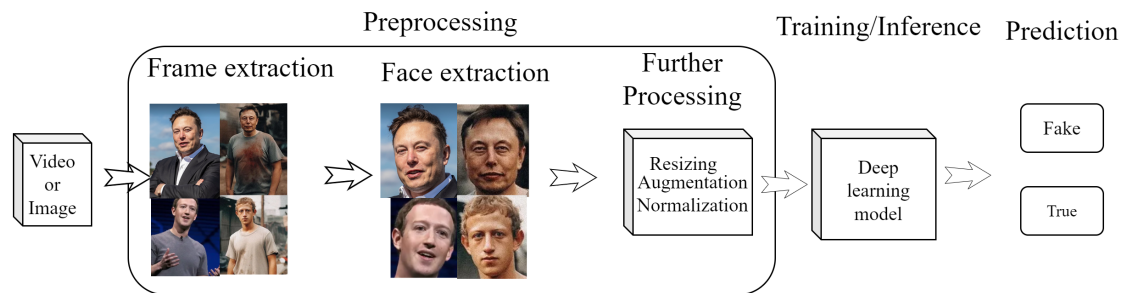 Preprocessing
Training/Inference
Prediction
Frame extraction
Face extraction
Further
Processing
Video
or
Image
Resizing
Augmentation
Normalization
Deep
learning
model
Fake
True